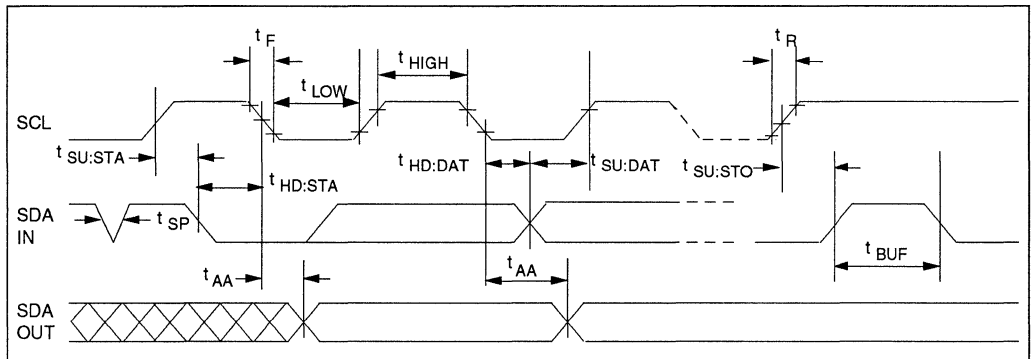 t F
t HIGH
t R
t LOW
SCL
t SU:STA
t HD:DAT
t SU:DAT
t SU:STO
t HD:STA
SDA
IN
t SP
t BUF
t AA
t AA
SDA
OUT